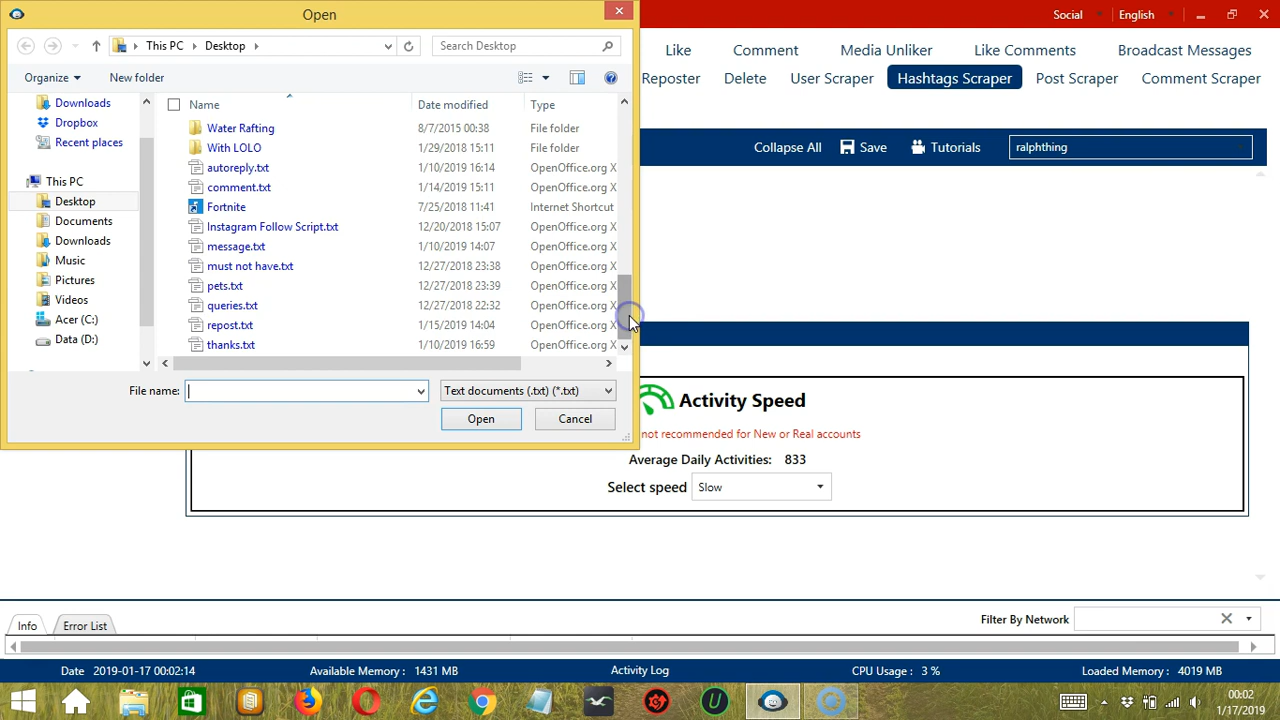 Open
Social
English
This PC
Desktop
Search Desktop
Like
Comment
Media Unliker
Like Comments
Broadcast Messages
Organize
New folder
Reposter
Delete
User Scraper
Hashtags Scraper
Post Scraper
Comment Scraper
Downloads
Dropbox
Recent places
This PC
Desktop
Documents
Downloads
Music
Pictures
Videos
Acer (C:)
Data (D:)
Name Date modified Type
Water Rafting 8/7/2015 00:38 File folder
With LOLO 1/29/2018 15:11 File folder
autoreply.txt 1/10/2019 16:14 OpenOffice.org X
comment.txt 1/14/2019 15:11 OpenOffice.org X
Fortnite 7/25/2018 11:41 Internet Shortcut
Instagram Follow Script.txt 12/20/2018 15:07 OpenOffice.org X
message.txt 1/10/2019 14:07 OpenOffice.org X
must not have.txt 12/27/2018 23:38 OpenOffice.org X
pets.txt 12/27/2018 23:39 OpenOffice.org X
queries.txt 12/27/2018 22:32 OpenOffice.org X
repost.txt 1/15/2019 14:04 OpenOffice.org X
thanks.txt 1/10/2019 16:59 OpenOffice.org X
File name:
Text documents (.txt) (*.txt)
Open
Cancel
Collapse All
Save
Tutorials
ralphthing
Activity Speed
not recommended for New or Real accounts
Average Daily Activities: 833
Select speed Slow
Info
Error List
Filter By Network
Date 2019-01-17 00:02:14
Available Memory : 1431 MB
Activity Log
CPU Usage : 3 %
Loaded Memory : 4019 MB
00:02
1/17/2019